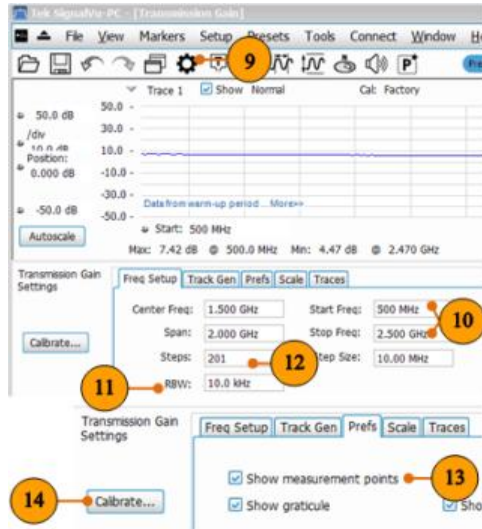 Tek SignalVu-PC - [Transmission Gain]
File View Markers Setup Presets Tools Connect Window
9
Trace 1 Show Normal Cal: Factory
50.0 dB
/div
10.0 dB
Position:
0.000 dB
-50.0 dB
Autoscale
50.0
30.0
10.0
-10.0
-30.0
-50.0
Data from warm-up period More>>
Start: 500 MHz
Max: 7.42 dB @ 500.0 MHz Min: 4.47 dB @ 2.470 GHz
Transmission Gain
Settings
Calibrate...
Freq Setup Track Gen Prefs Scale Traces
Center Freq: 1.500 GHz Start Freq: 500 MHz
10
Span: 2.000 GHz Stop Freq: 2.500 GHz
Steps: 201 12 Step Size: 10.00 MHz
11 RBW: 10.0 kHz
Transmission Gain
Settings
Freq Setup Track Gen Prefs Scale Traces
Show measurement points 13
14 Calibrate... Show graticule Sho